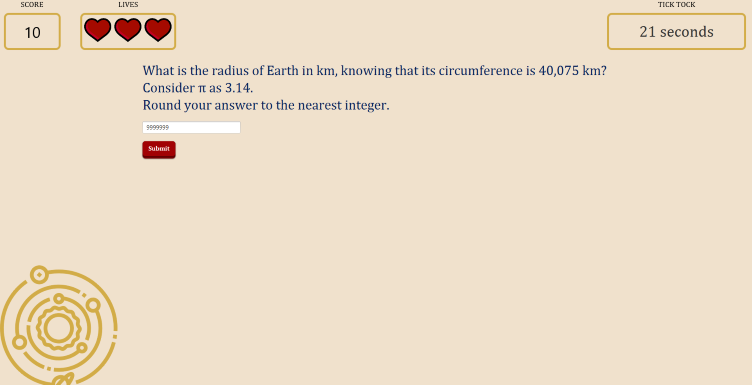 SCORE
LIVES
TICK TOCK
10
21 seconds
What is the radius of Earth in km, knowing that its circumference is 40,075 km?
Consider π as 3.14.
Round your answer to the nearest integer.
9999999
Submit